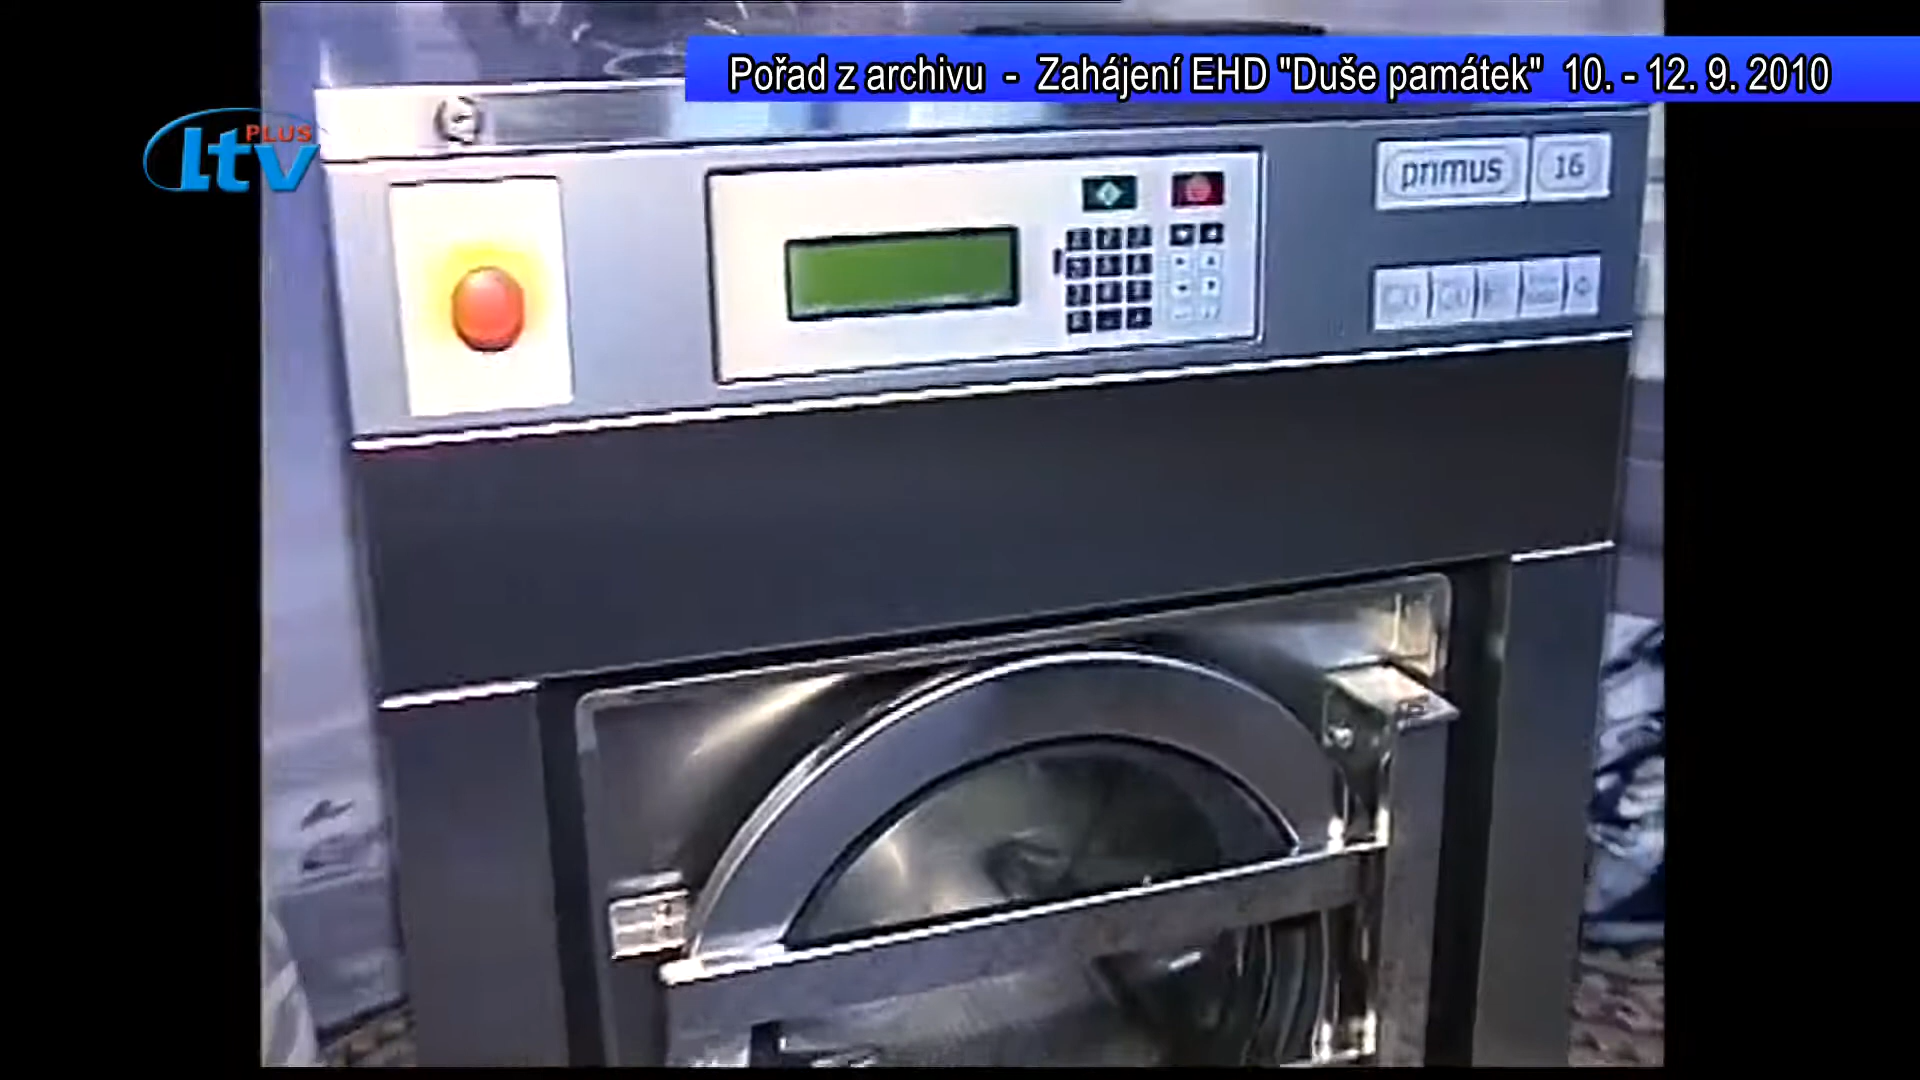 Pořad z archivu - Zahájení EHD "Duše památek" 10. - 12. 9. 2010
ltv PLUS
primus 16